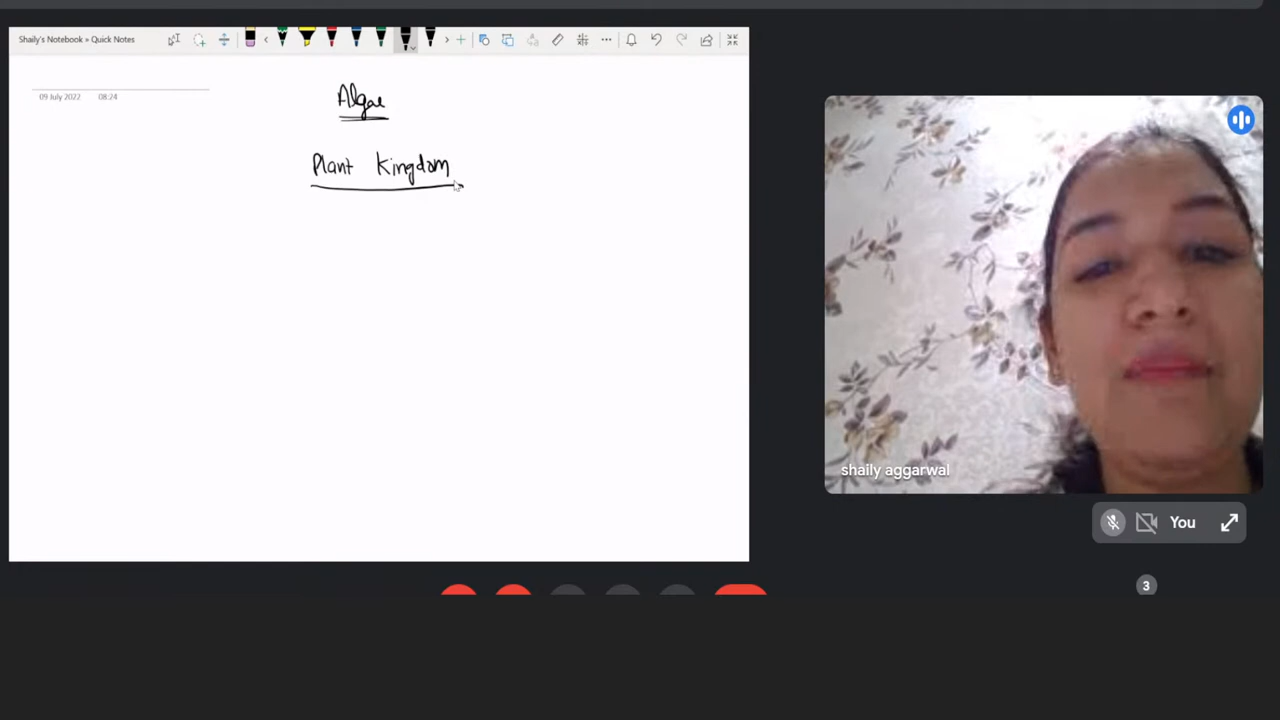 Shaily's Notebook » Quick Notes
09 July 2022 08:24
Algae
Plant Kingdom
shaily aggarwal
You
3